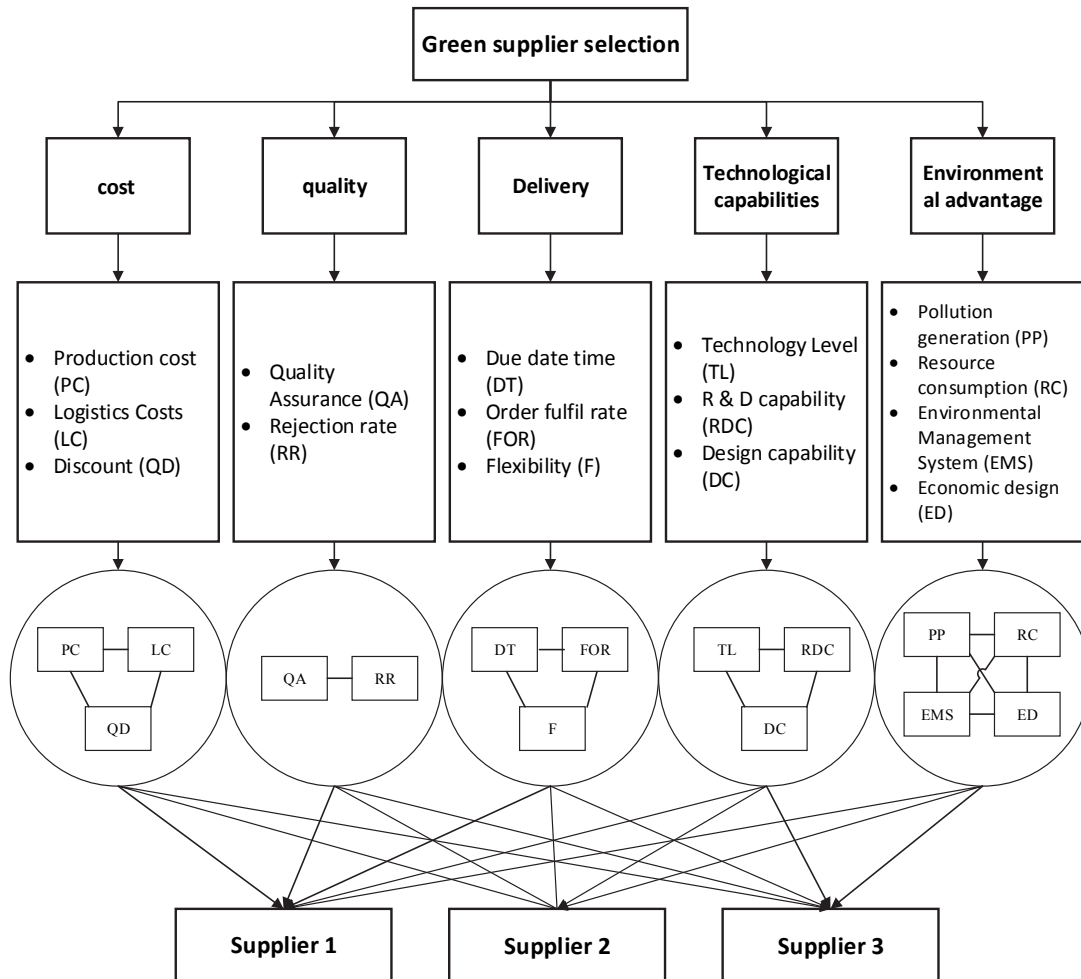 Green supplier selection
cost
quality
Delivery
Technological
capabilities
Environment
al advantage
• Production cost
(PC)
• Logistics Costs
(LC)
• Discount (QD)
• Quality
Assurance (QA)
• Rejection rate
(RR)
• Due date time
(DT)
• Order fulfil rate
(FOR)
• Flexibility (F)
• Technology Level
(TL)
• R & D capability
(RDC)
• Design capability
(DC)
• Pollution
generation (PP)
• Resource
consumption (RC)
• Environmental
Management
System (EMS)
• Economic design
(ED)
PC
LC
QD
QA
RR
DT
FOR
F
TL
RDC
DC
PP
RC
EMS
ED
Supplier 1
Supplier 2
Supplier 3